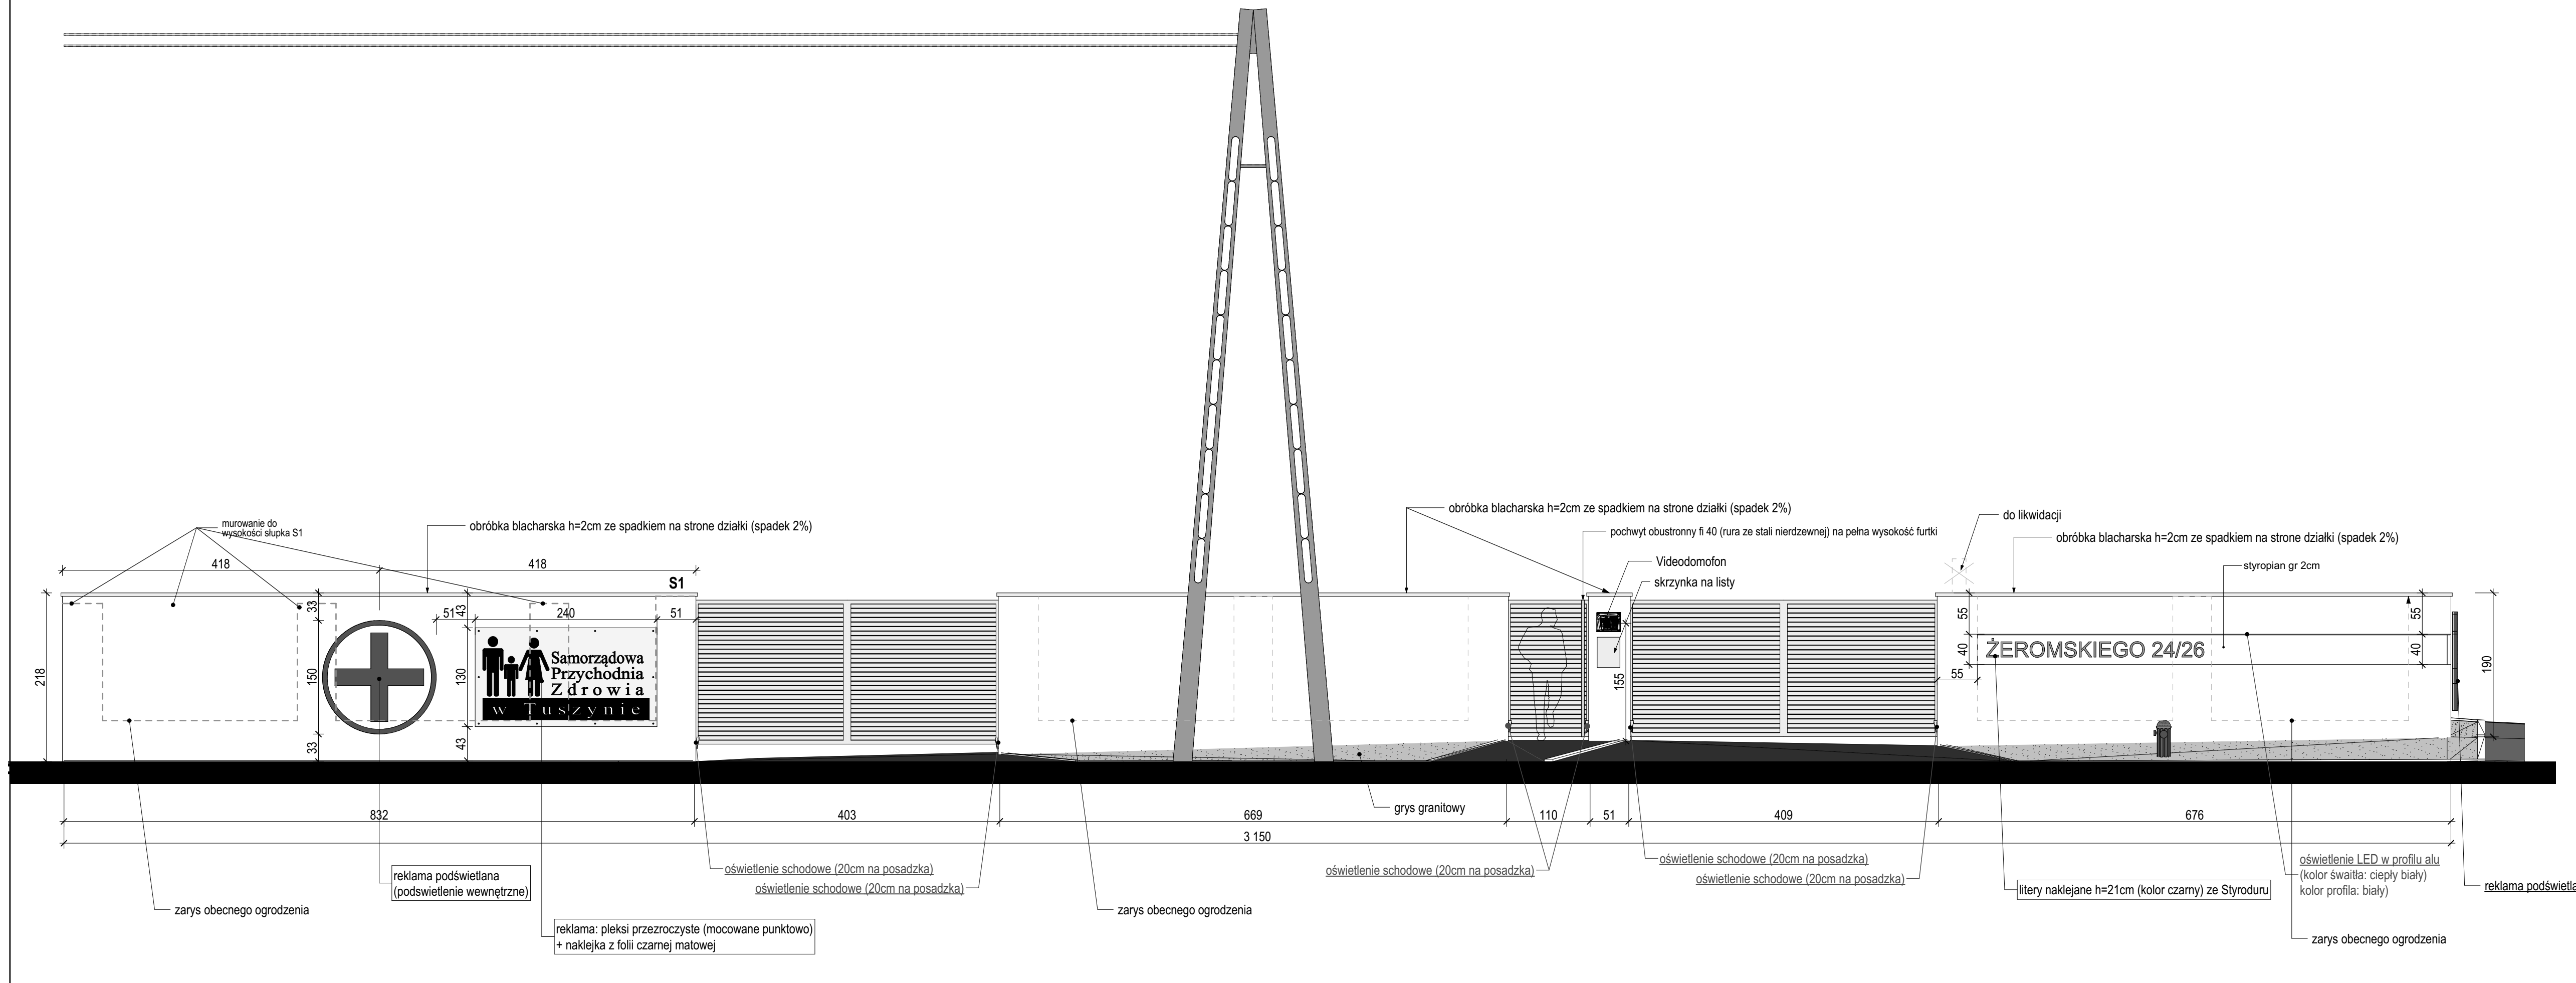 murowanie do
wysokości słupka S1
obróbka blacharska h=2cm ze spadkiem na strone działki (spadek 2%)
obróbka blacharska h=2cm ze spadkiem na strone działki (spadek 2%)
pochwyt obustronny fi 40 (rura ze stali nierdzewnej) na pełna wysokość furtki
Videodomofon
skrzynka na listy
do likwidacji
obróbka blacharska h=2cm ze spadkiem na strone działki (spadek 2%)
styropian gr 2cm
418
418
S1
218
33
150
33
51
43
130
43
240
51
Samorządowa
Przychodnia
Zdrowia
w Tuszynie
155
55
40
55
ŻEROMSKIEGO 24/26
55
40
190
grys granitowy
832
403
669
110
51
409
676
3 150
oświetlenie schodowe (20cm na posadzka)
oświetlenie schodowe (20cm na posadzka)
oświetlenie schodowe (20cm na posadzka)
oświetlenie schodowe (20cm na posadzka)
oświetlenie schodowe (20cm na posadzka)
oświetlenie LED w profilu alu
(kolor śwaitła: ciepły biały)
kolor profila: biały)
reklama podświetlana
(podswietlenie wewnętrzne)
litery naklejane h=21cm (kolor czarny) ze Styroduru
reklama podświetla
zarys obecnego ogrodzenia
zarys obecnego ogrodzenia
reklama: pleksi przezroczyste (mocowane punktowo)
+ naklejka z folii czarnej matowej
zarys obecnego ogrodzenia